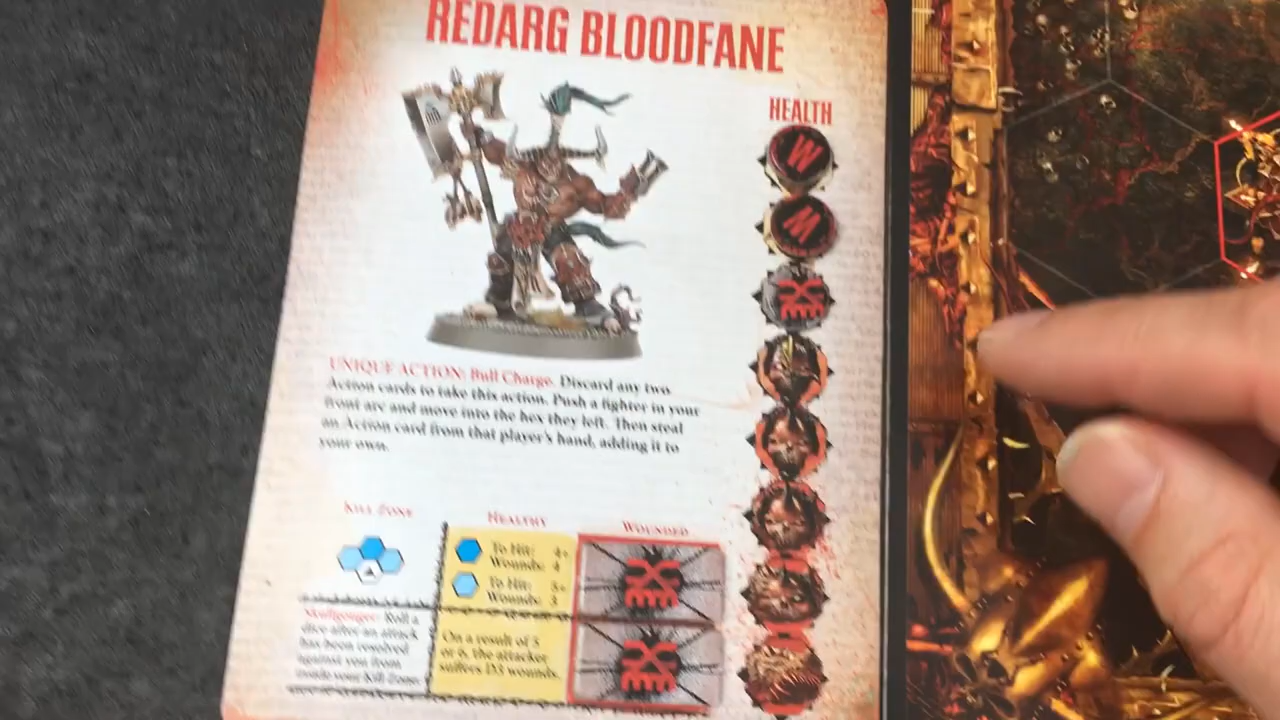 REDARG BLOODFANE
HEALTH
W
W
UNIQUE ACTION: Bull Charge. Discard any two
Action cards to take this action. Push a fighter in your
front arc and move into the hex they left. Then steal
an Action card from that player's hand, adding it to
your own.
KILL ZONE
HEALTHY
WOUNDED
To Hit: 4+
Wounds: 4
To Hit: 3+
Wounds: 3
Skullgouger: Roll a
dice after an attack
has been resolved
against you from
inside your Kill Zone.
On a result of 5
or 6, the attacker
suffers D3 wounds.